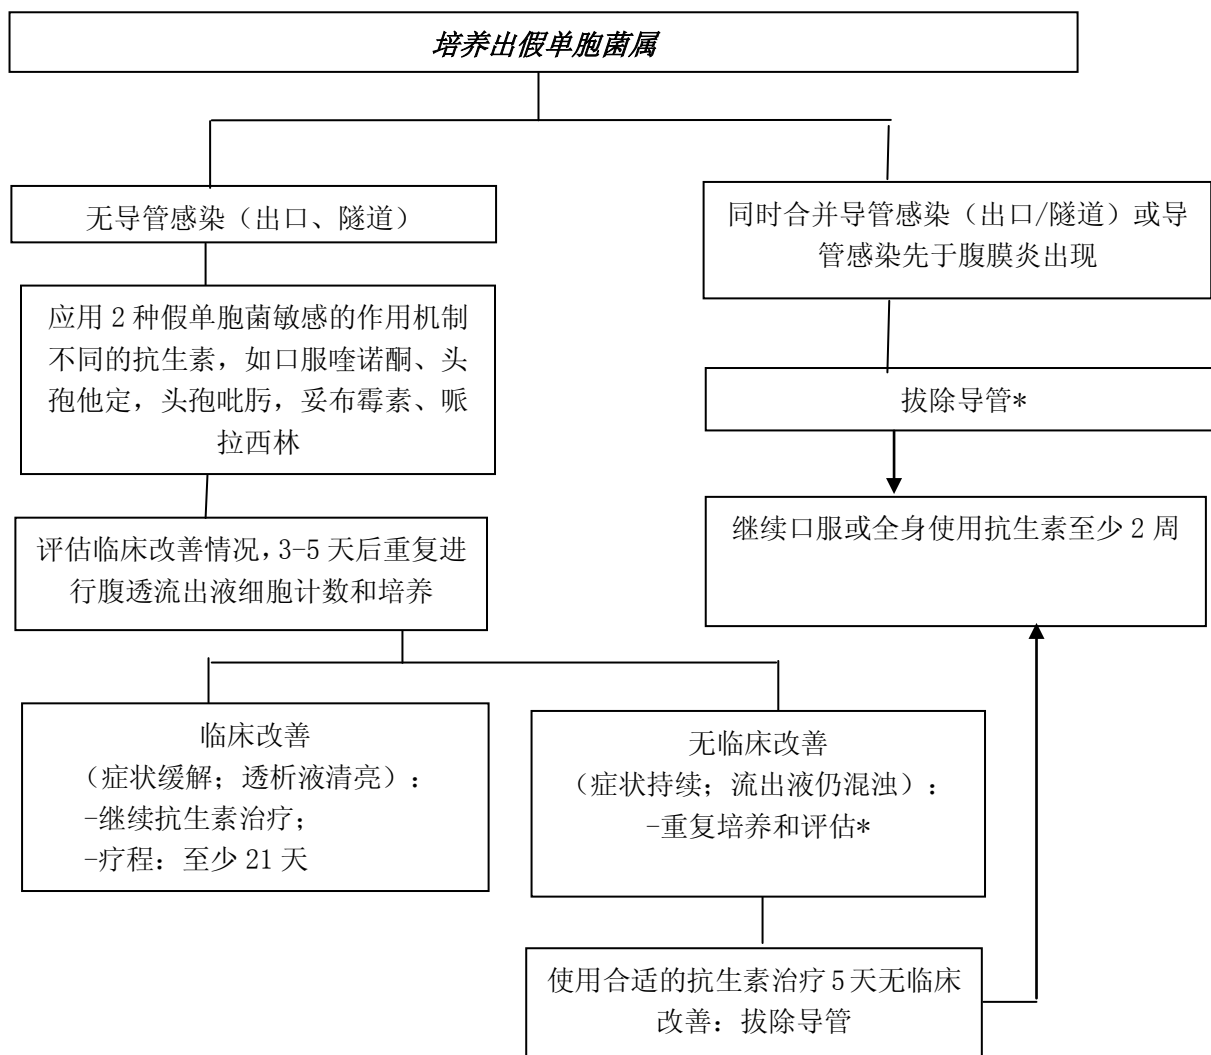 培养出假单胞菌属
无导管感染（出口、隧道）
同时合并导管感染（出口/隧道）或导
管感染先于腹膜炎出现
应用 2 种假单胞菌敏感的作用机制
不同的抗生素，如口服喹诺酮、头
孢他定，头孢吡肟，妥布霉素、哌
拉西林
拔除导管*
继续口服或全身使用抗生素至少 2 周
评估临床改善情况，3-5 天后重复进
行腹透流出液细胞计数和培养
临床改善
（症状缓解；透析液清亮）：
-继续抗生素治疗；
-疗程：至少 21 天
无临床改善
（症状持续；流出液仍混浊）：
-重复培养和评估*
使用合适的抗生素治疗 5 天无临床
改善：拔除导管